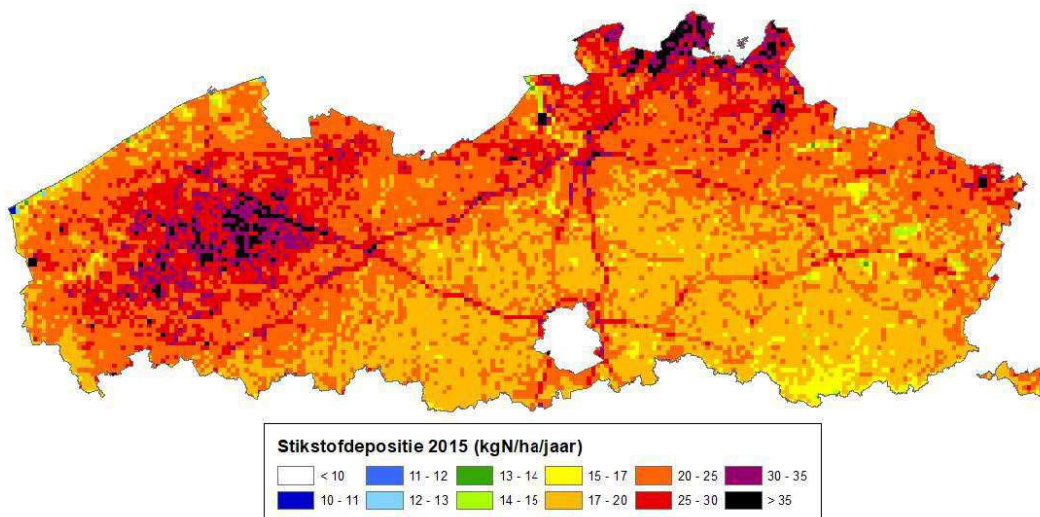 Stikstofdepositie 2015 (kgN/ha/jaar)
< 10 11 - 12 13 - 14 15 - 17 20 - 25 30 - 35
10 - 11 12 - 13 14 - 15 17 - 20 25 - 30 > 35